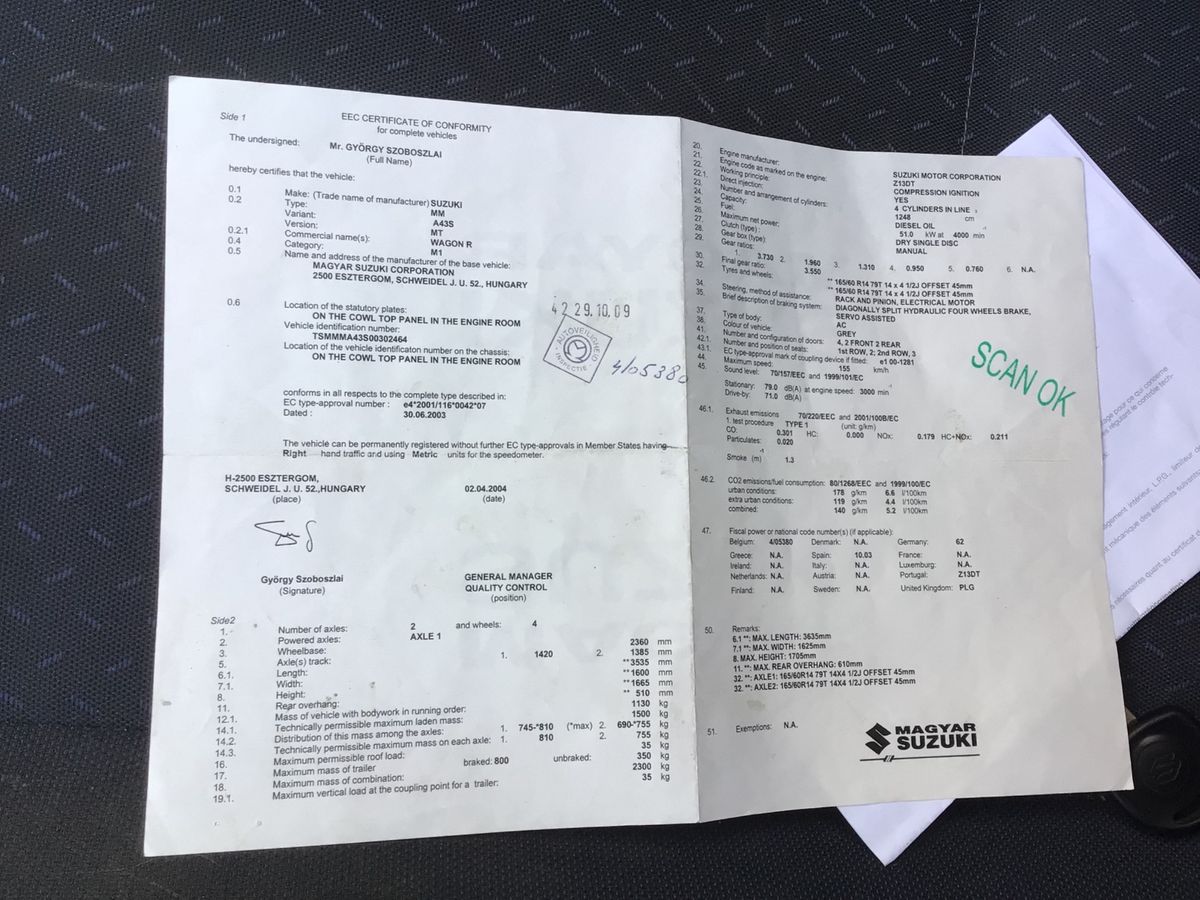 Side 1
EEC CERTIFICATE OF CONFORMITY
for complete vehicles
The undersigned: Mr. GYÖRGY SZOBOSZLAI
(Full Name)
hereby certifies that the vehicle:
0.1 Make: (Trade name of manufacturer) SUZUKI
0.2 Type: MM
Variant: A43S
Version: MT
0.2.1 Commercial name(s): WAGON R
0.4 Category: M1
0.5 Name and address of the manufacturer of the base vehicle:
MAGYAR SUZUKI CORPORATION
2500 ESZTERGOM, SCHWEIDEL J. U. 52., HUNGARY
0.6 Location of the statutory plates:
ON THE COWL TOP PANEL IN THE ENGINE ROOM
Vehicle identification number:
TSMMMA43S00302464
Location of the vehicle identificaton number on the chassis:
ON THE COWL TOP PANEL IN THE ENGINE ROOM
42 29.10.09
AUTOVEILIGHEID
INSPECTIE
4/05380
conforms in all respects to the complete type described in:
EC type-approval number : e4*2001/116*0042*07
Dated : 30.06.2003
The vehicle can be permanently registered without further EC type-approvals in Member States having
Right hand traffic and using Metric units for the speedometer.
H-2500 ESZTERGOM,
SCHWEIDEL J. U. 52.,HUNGARY 02.04.2004
(place) (date)
György Szoboszlai GENERAL MANAGER
(Signature) QUALITY CONTROL
(position)
Side2
1. Number of axles: 2 and wheels: 4
2. Powered axles: AXLE 1
3. Wheelbase: 2360 mm
5. Axle(s) track: 1. 1420 2. 1385 mm
6.1. Length: **3535 mm
7.1. Width: **1600 mm
8. Height: **1665 mm
11. Rear overhang: ** 510 mm
12.1. Mass of vehicle with bodywork in running order: 1130 kg
14.1. Technically permissible maximum laden mass: 1500 kg
14.2. Distribution of this mass among the axles: 1. 745-*810 (*max) 2. 690-*755 kg
14.3. Technically permissible maximum mass on each axle: 1. 810 2. 755 kg
16. Maximum permissible roof load: 35 kg
17. Maximum mass of trailer braked: 800 unbraked: 350 kg
18. Maximum mass of combination: 2300 kg
19.1. Maximum vertical load at the coupling point for a trailer: 35 kg
20. Engine manufacturer: SUZUKI MOTOR CORPORATION
21. Engine code as marked on the engine: Z13DT
22. Working principle: COMPRESSION IGNITION
22.1. Direct injection: YES
23. Number and arrangement of cylinders: 4 CYLINDERS IN LINE
24. Capacity: 1248 cm
25. Fuel: DIESEL OIL
26. Maximum net power: 51.0 kW at 4000 min
27. Clutch (type) : DRY SINGLE DISC
28. Gear box (type): MANUAL
29. Gear ratios:
1. 3.730 2. 1.960 3. 1.310 4. 0.950 5. 0.760 6. N.A.
30. Final gear ratio: 3.550
32. Tyres and wheels: ** 165/60 R14 79T 14 x 4 1/2J OFFSET 45mm
** 165/60 R14 79T 14 x 4 1/2J OFFSET 45mm
34. Steering, method of assistance: RACK AND PINION, ELECTRICAL MOTOR
35. Brief description of braking system: DIAGONALLY SPLIT HYDRAULIC FOUR WHEELS BRAKE,
SERVO ASSISTED
37. Type of body: AC
38. Colour of vehicle: GREY
41. Number and configuration of doors: 4, 2 FRONT 2 REAR
42.1. Number and position of seats: 1st ROW, 2; 2nd ROW, 3
43.1. EC type-approval mark of coupling device if fitted: e1 00-1281
44. Maximum speed: 155 km/h
45. Sound level: 70/157/EEC and 1999/101/EC
Stationary: 79.0 dB(A) at engine speed: 3000 min
Drive-by: 71.0 dB(A)
SCAN OK
46.1. Exhaust emissions 70/220/EEC and 2001/100B/EC
1. test procedure TYPE 1 (unit: g/km)
CO: 0.301 HC: 0.000 NOx: 0.179 HC+NOx: 0.211
Particulates: 0.020
Smoke (m-1) 1.3
46.2. CO2 emissions/fuel consumption: 80/1268/EEC and 1999/100/EC
urban conditions: 178 g/km 6.6 l/100km
extra urban conditions: 119 g/km 4.4 l/100km
combined: 140 g/km 5.2 l/100km
47. Fiscal power or national code number(s) (if applicable):
Belgium: 4/05380 Denmark: N.A. Germany: 62
Greece: N.A. Spain: 10.03 France: N.A.
Ireland: N.A. Italy: N.A. Luxemburg: N.A.
Netherlands: N.A. Austria: N.A. Portugal: Z13DT
Finland: N.A. Sweden: N.A. United Kingdom: PLG
50. Remarks:
6.1 **: MAX. LENGTH: 3635mm
7.1 **: MAX. WIDTH: 1625mm
8. MAX. HEIGHT: 1705mm
11. **: MAX. REAR OVERHANG: 610mm
32. **: AXLE1: 165/60R14 79T 14X4 1/2J OFFSET 45mm
32. **: AXLE2: 165/60R14 79T 14X4 1/2J OFFSET 45mm
51. Exemptions: N.A.
MAGYAR
SUZUKI
pour ce qui concerne
régulant le contrôle tech-
intérieur, L.P.G., limiteur de
mécanique des éléments suivants
nécessaires quant au certificat de